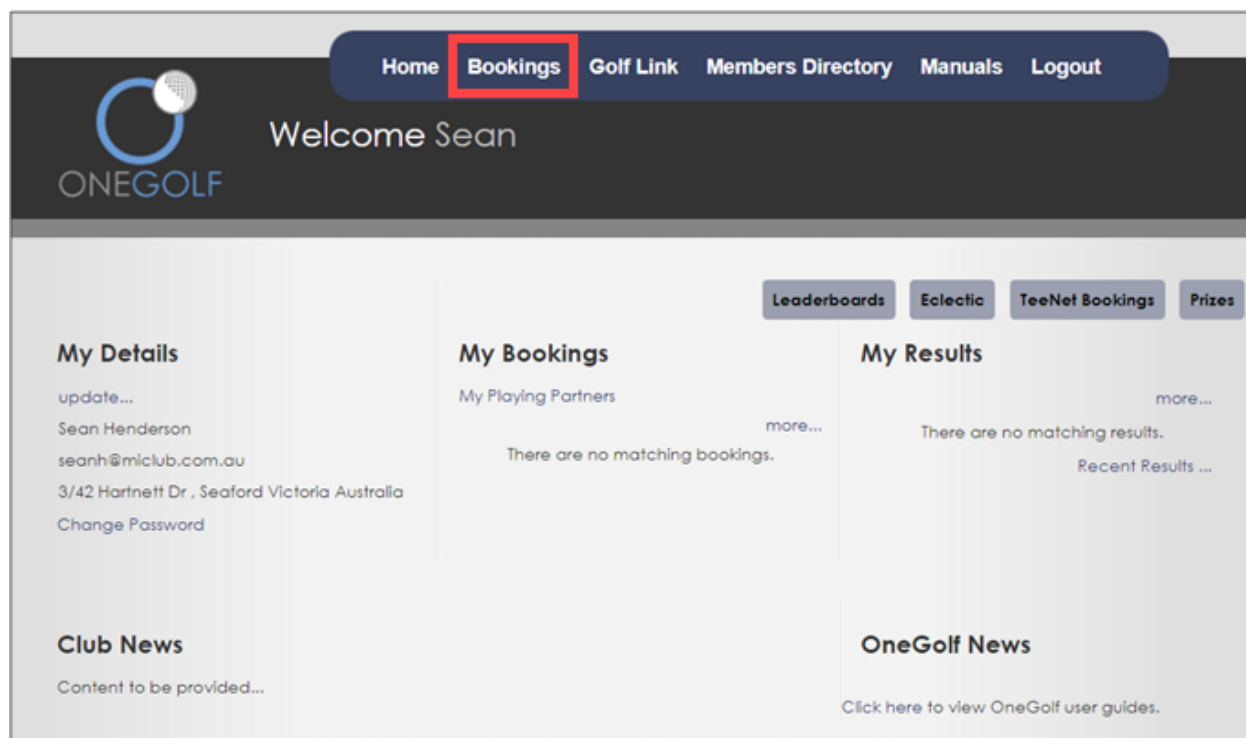 Home Bookings Golf Link Members Directory Manuals Logout
Welcome Sean
ONEGOLF
Leaderboards Eclectic TeeNet Bookings Prizes
My Details
update...
Sean Henderson
seanh@miclub.com.au
3/42 Hartnett Dr , Seaford Victoria Australia
Change Password
My Bookings
My Playing Partners
more...
There are no matching bookings.
My Results
more...
There are no matching results.
Recent Results ...
Club News
Content to be provided...
OneGolf News
Click here to view OneGolf user guides.